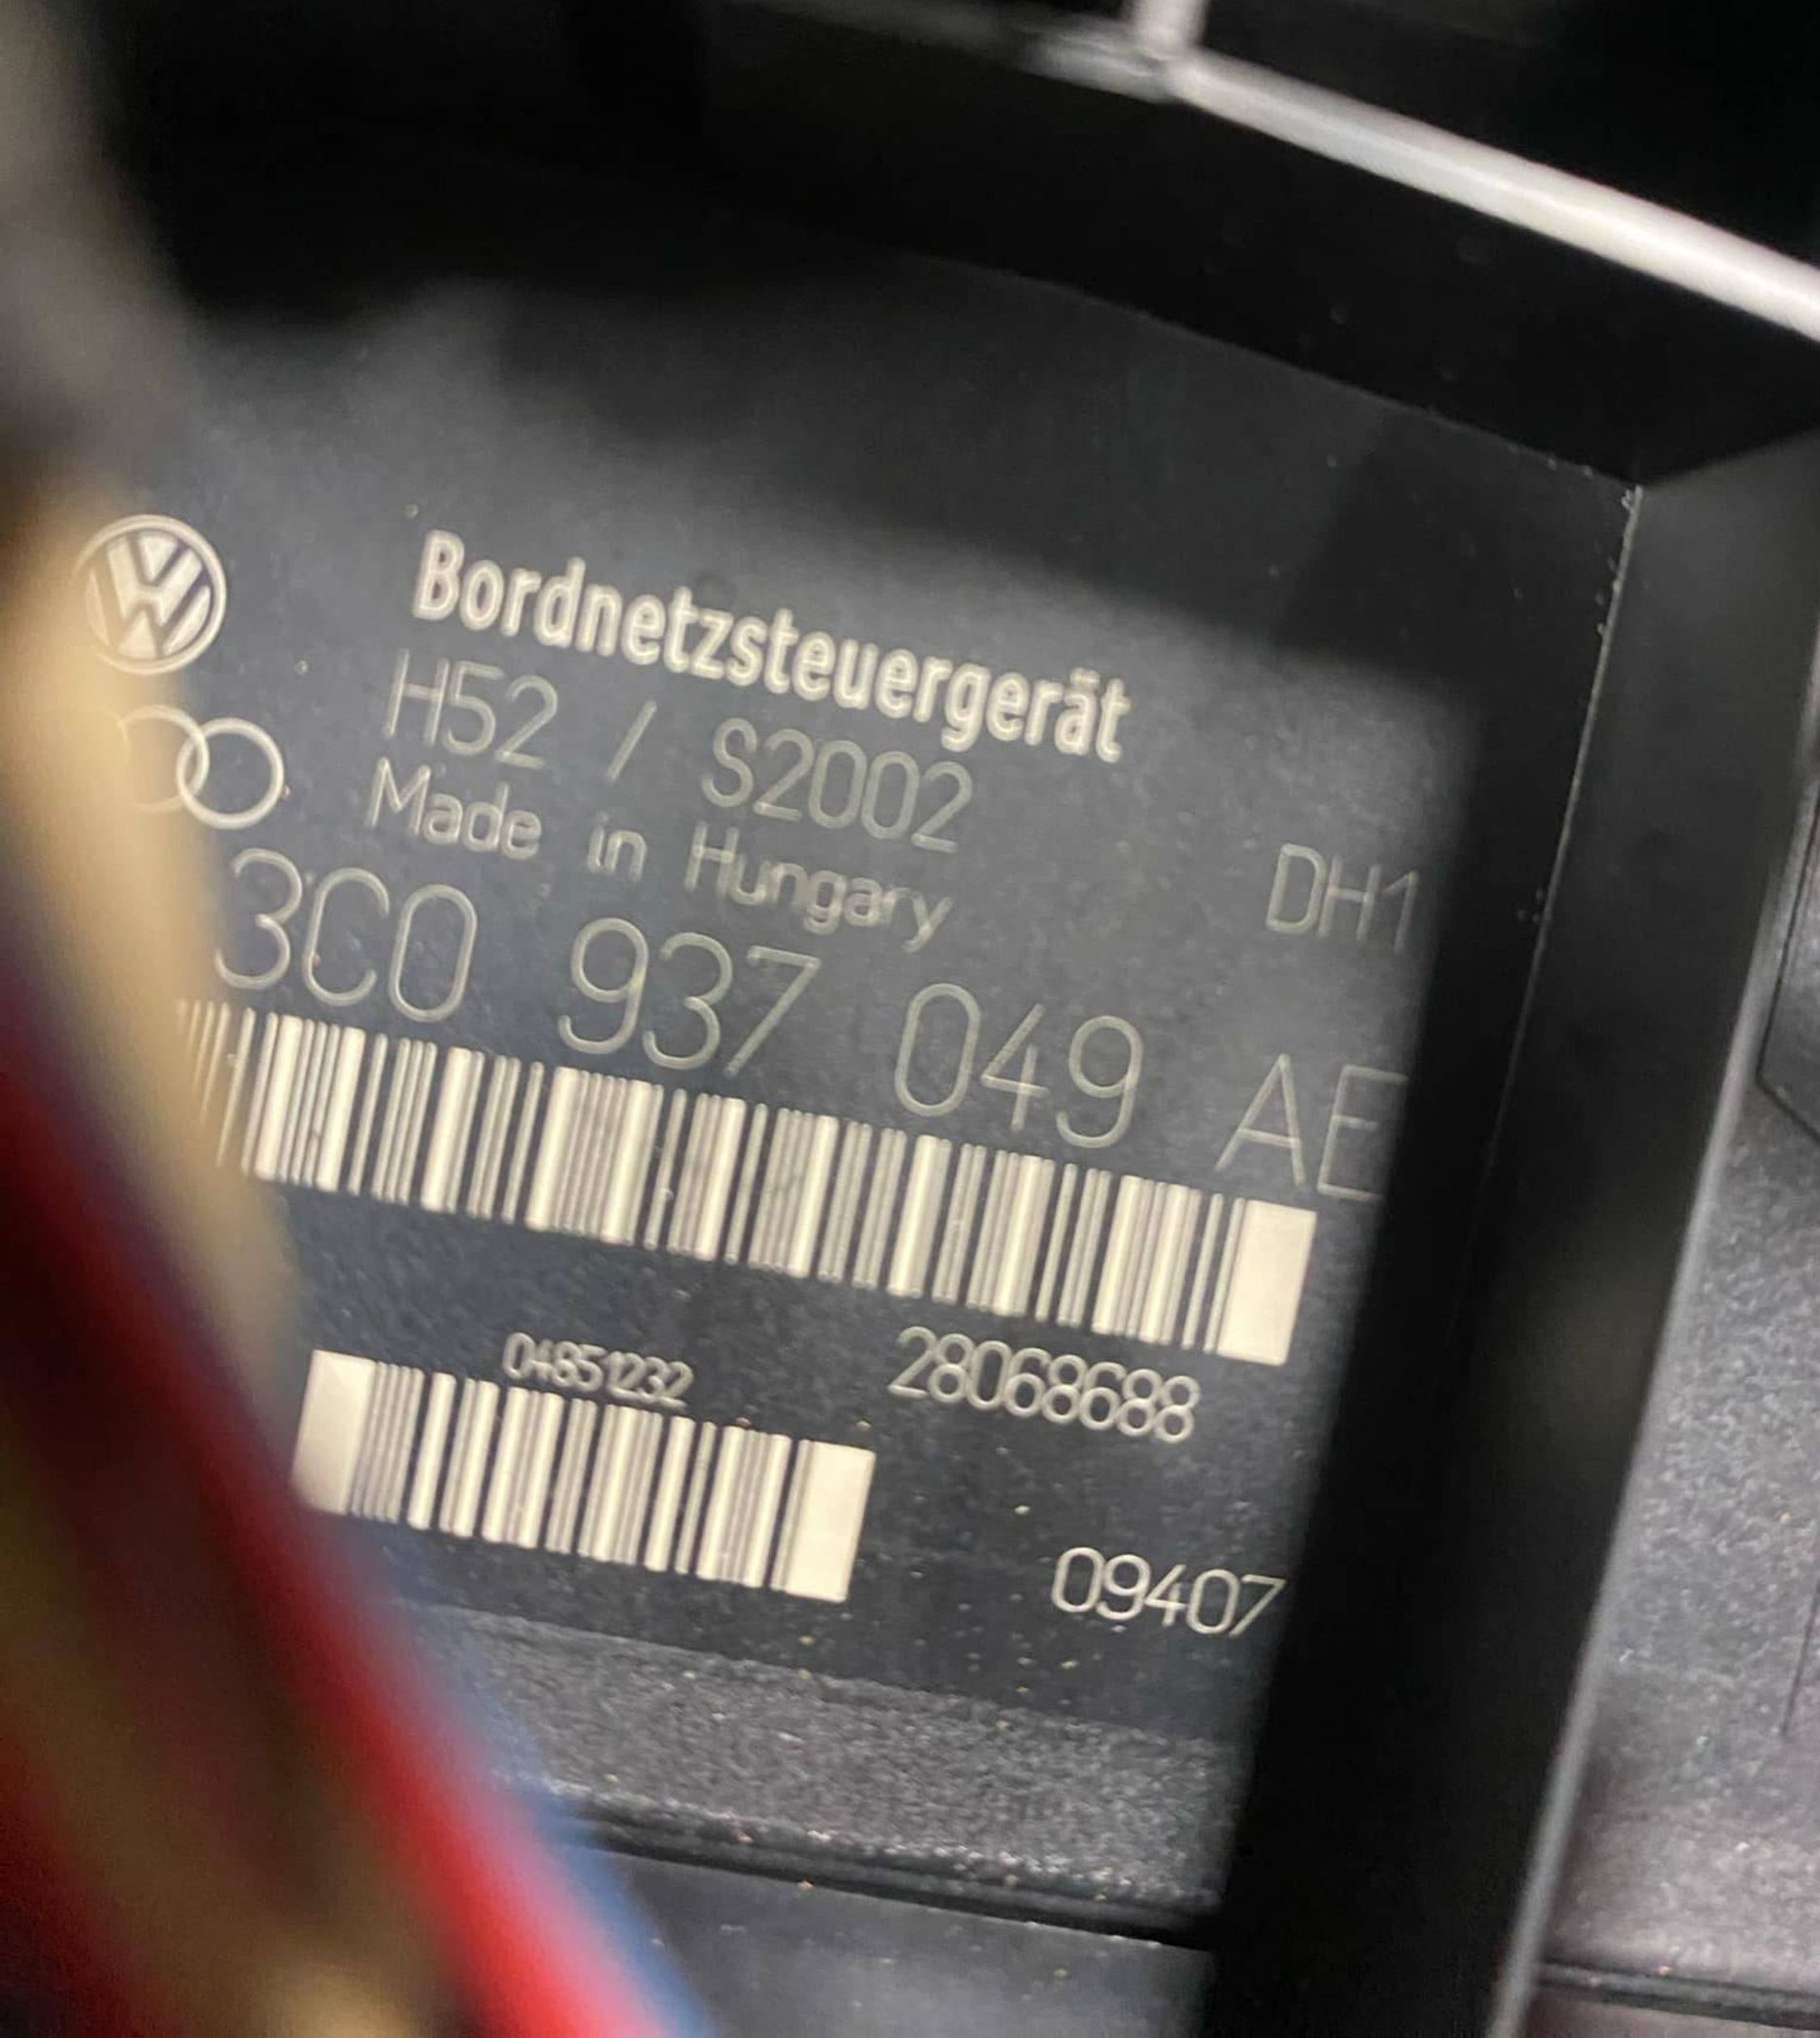 Bordnetzsteuergerät
H52 / S2002
Made in Hungary
DH1
3C0 937 049 AE
04851232
28068688
09407